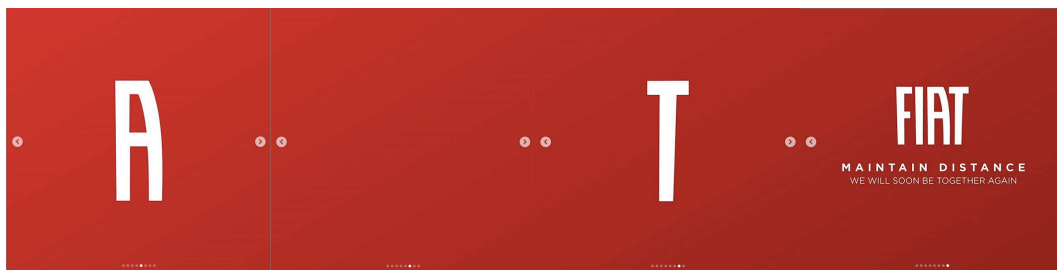 A
T
FIAT
MAINTAIN DISTANCE
WE WILL SOON BE TOGETHER AGAIN